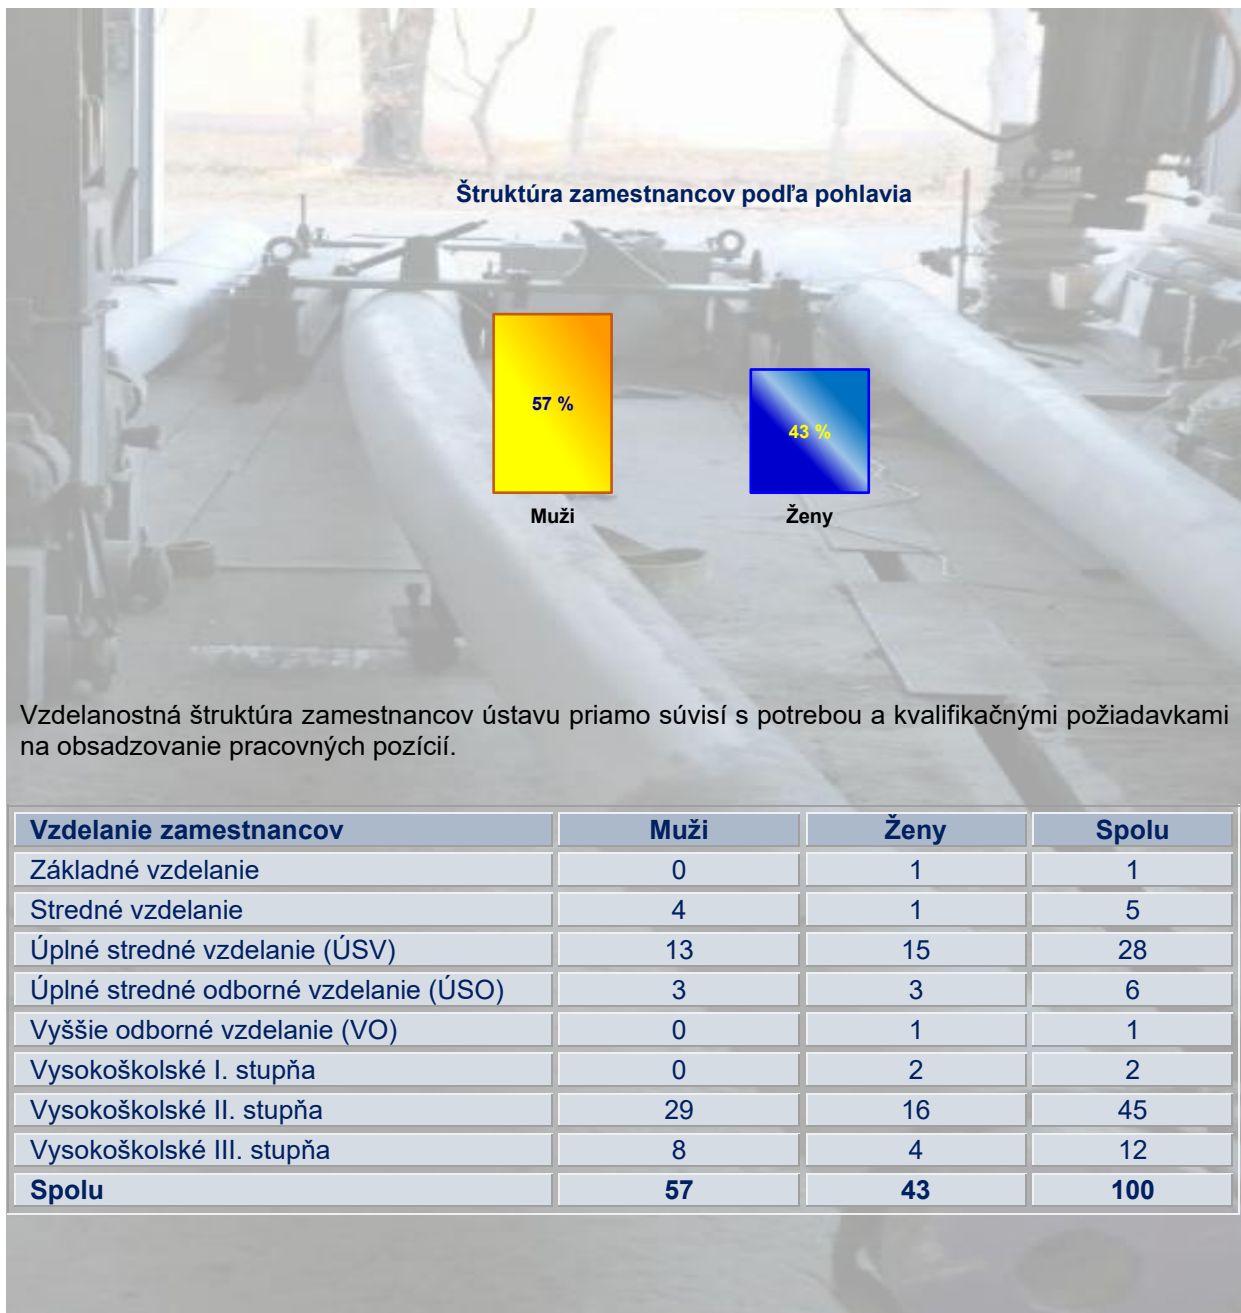 Štruktúra zamestnancov podľa pohlavia
57 %
43 %
Muži Ženy
Vzdelanostná štruktúra zamestnancov ústavu priamo súvisí s potrebou a kvalifikačnými požiadavkami
na obsadzovanie pracovných pozícií.
Vzdelanie zamestnancov Muži Ženy Spolu
Základné vzdelanie 0 1 1
Stredné vzdelanie 4 1 5
Úplné stredné vzdelanie (ÚSV) 13 15 28
Úplné stredné odborné vzdelanie (ÚSO) 3 3 6
Vyššie odborné vzdelanie (VO) 0 1 1
Vysokoškolské I. stupňa 0 2 2
Vysokoškolské II. stupňa 29 16 45
Vysokoškolské III. stupňa 8 4 12
Spolu 57 43 100